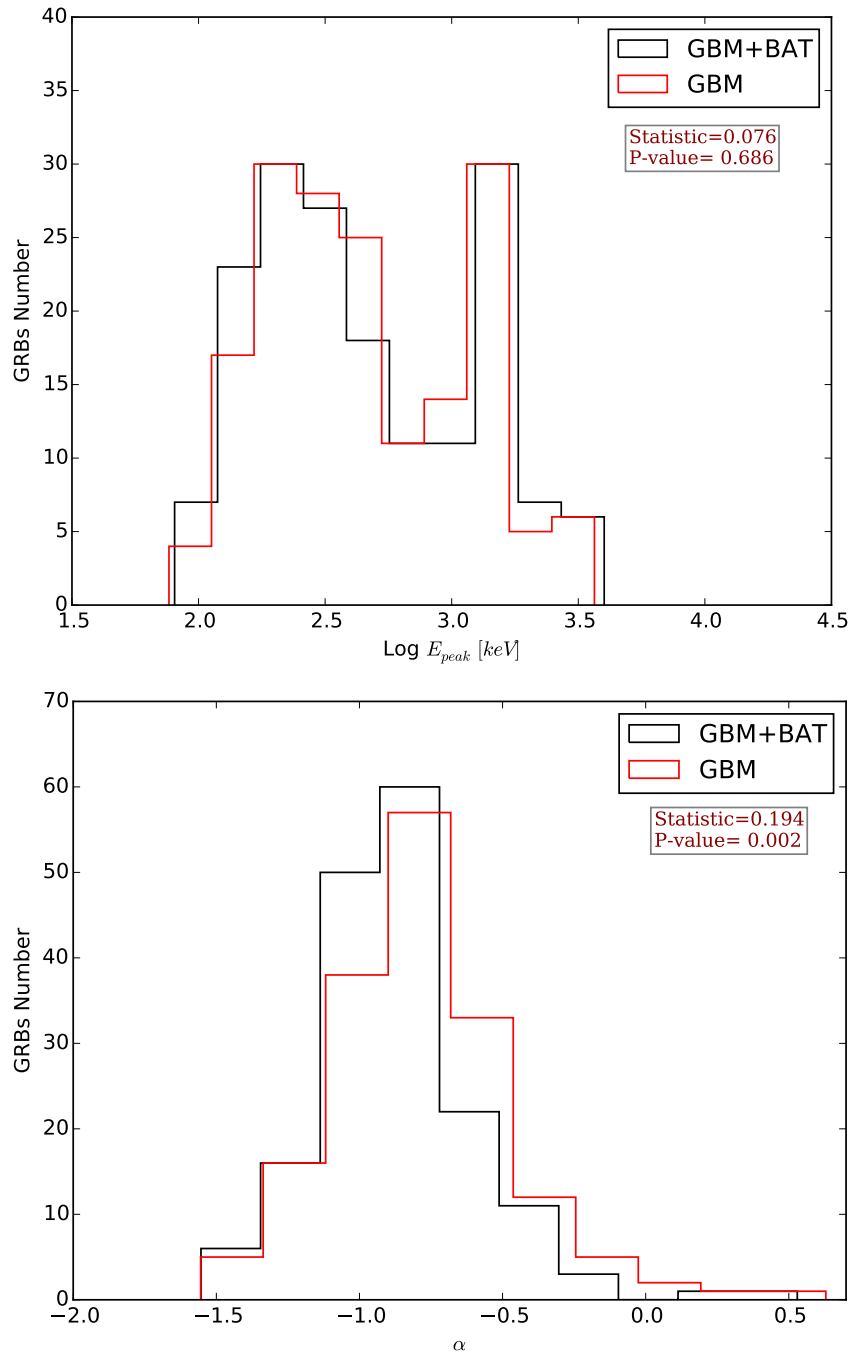 40
35
30
25
20
15
10
5
0
GRBs Number
1.5 2.0 2.5 3.0 3.5 4.0 4.5
Log E_peak [keV]
GBM+BAT
GBM
Statistic=0.076
P-value= 0.686
70
60
50
40
30
20
10
0
GRBs Number
−2.0 −1.5 −1.0 −0.5 0.0 0.5
α
GBM+BAT
GBM
Statistic=0.194
P-value= 0.002